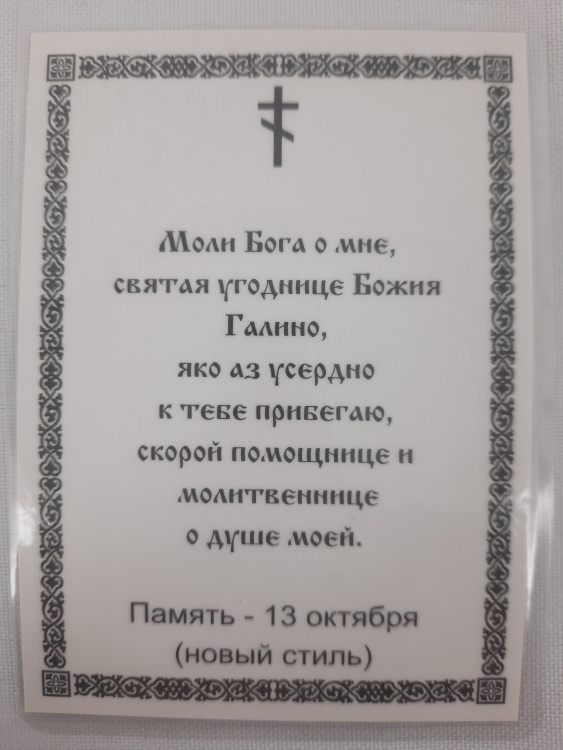 Моли Бога о мне,
святая угоднице Божия
Галино,
яко аз усердно
к тебе прибегаю,
скорой помощнице и
молитвеннице
о душе моей.
Память - 13 октября
(новый стиль)